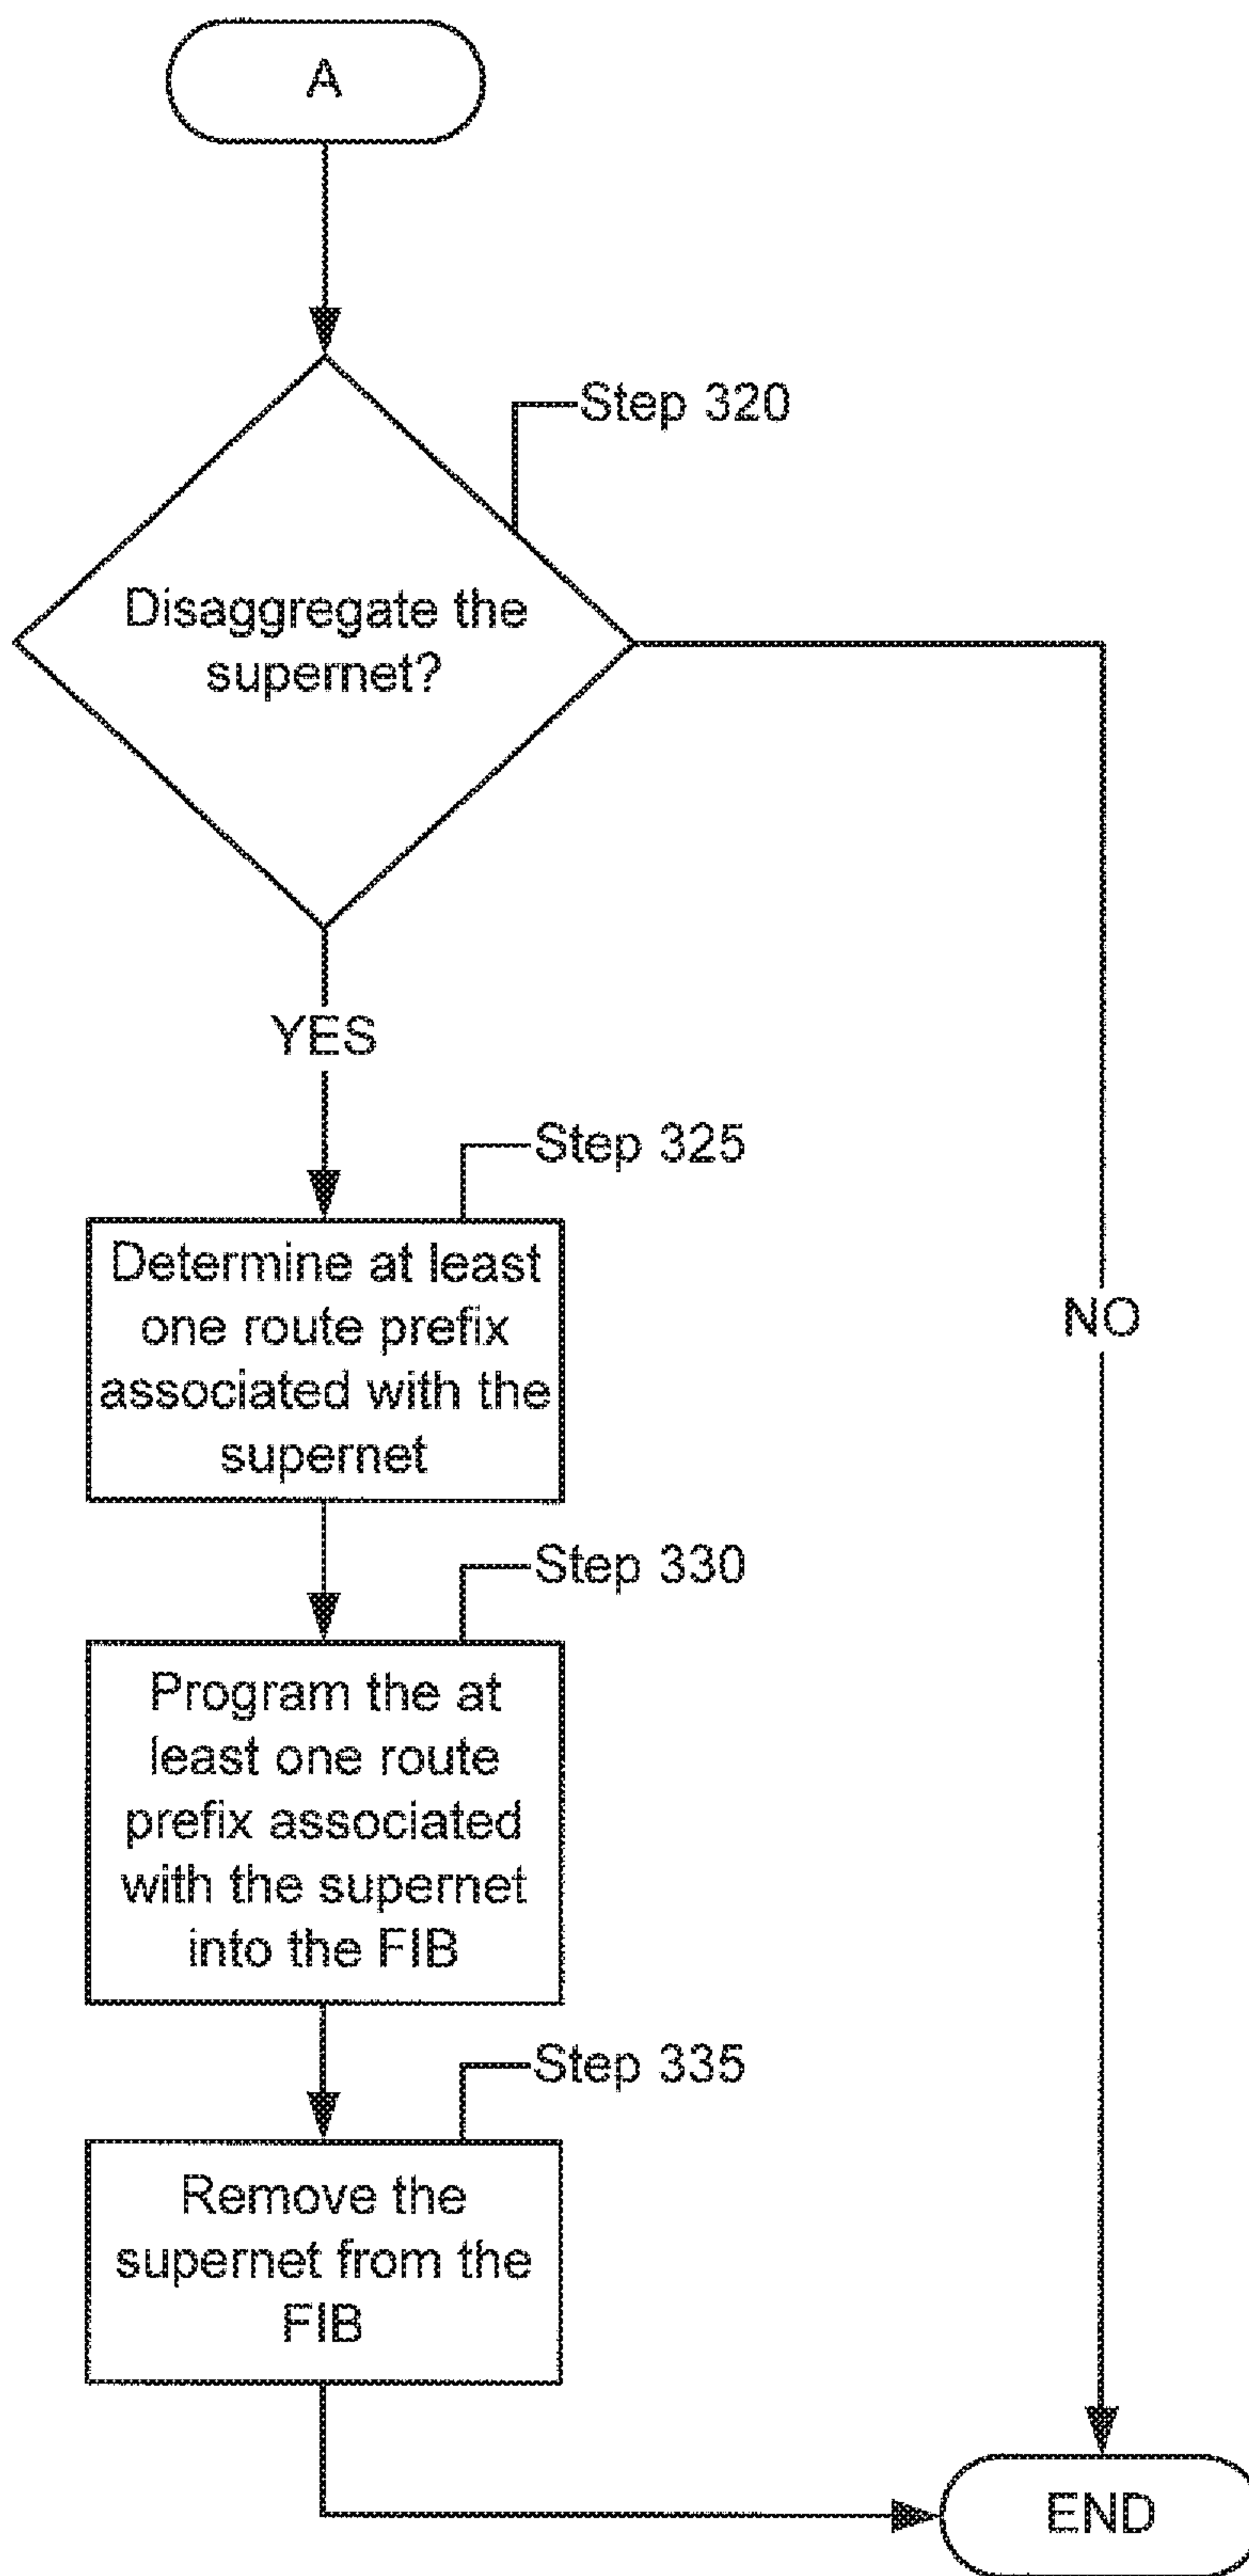 A
Step 320
Disaggregate the
supernet?
YES
Step 325
Determine at least
one route prefix
associated with the
supernet
NO
Step 330
Program the at
least one route
prefix associated
with the supernet
into the FIB
Step 335
Remove the
supernet from the
FIB
END